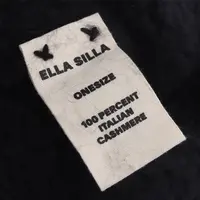 ELLA SILLA
ONESIZE
100 PERCENT
ITALIAN
CASHMERE